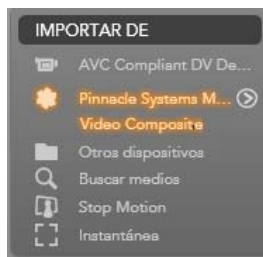 IMPORTAR DE
AVC Compliant DV De...
Pinnacle Systems M...
Video Composite
Otros dispositivos
Buscar medios
Stop Motion
Instantánea